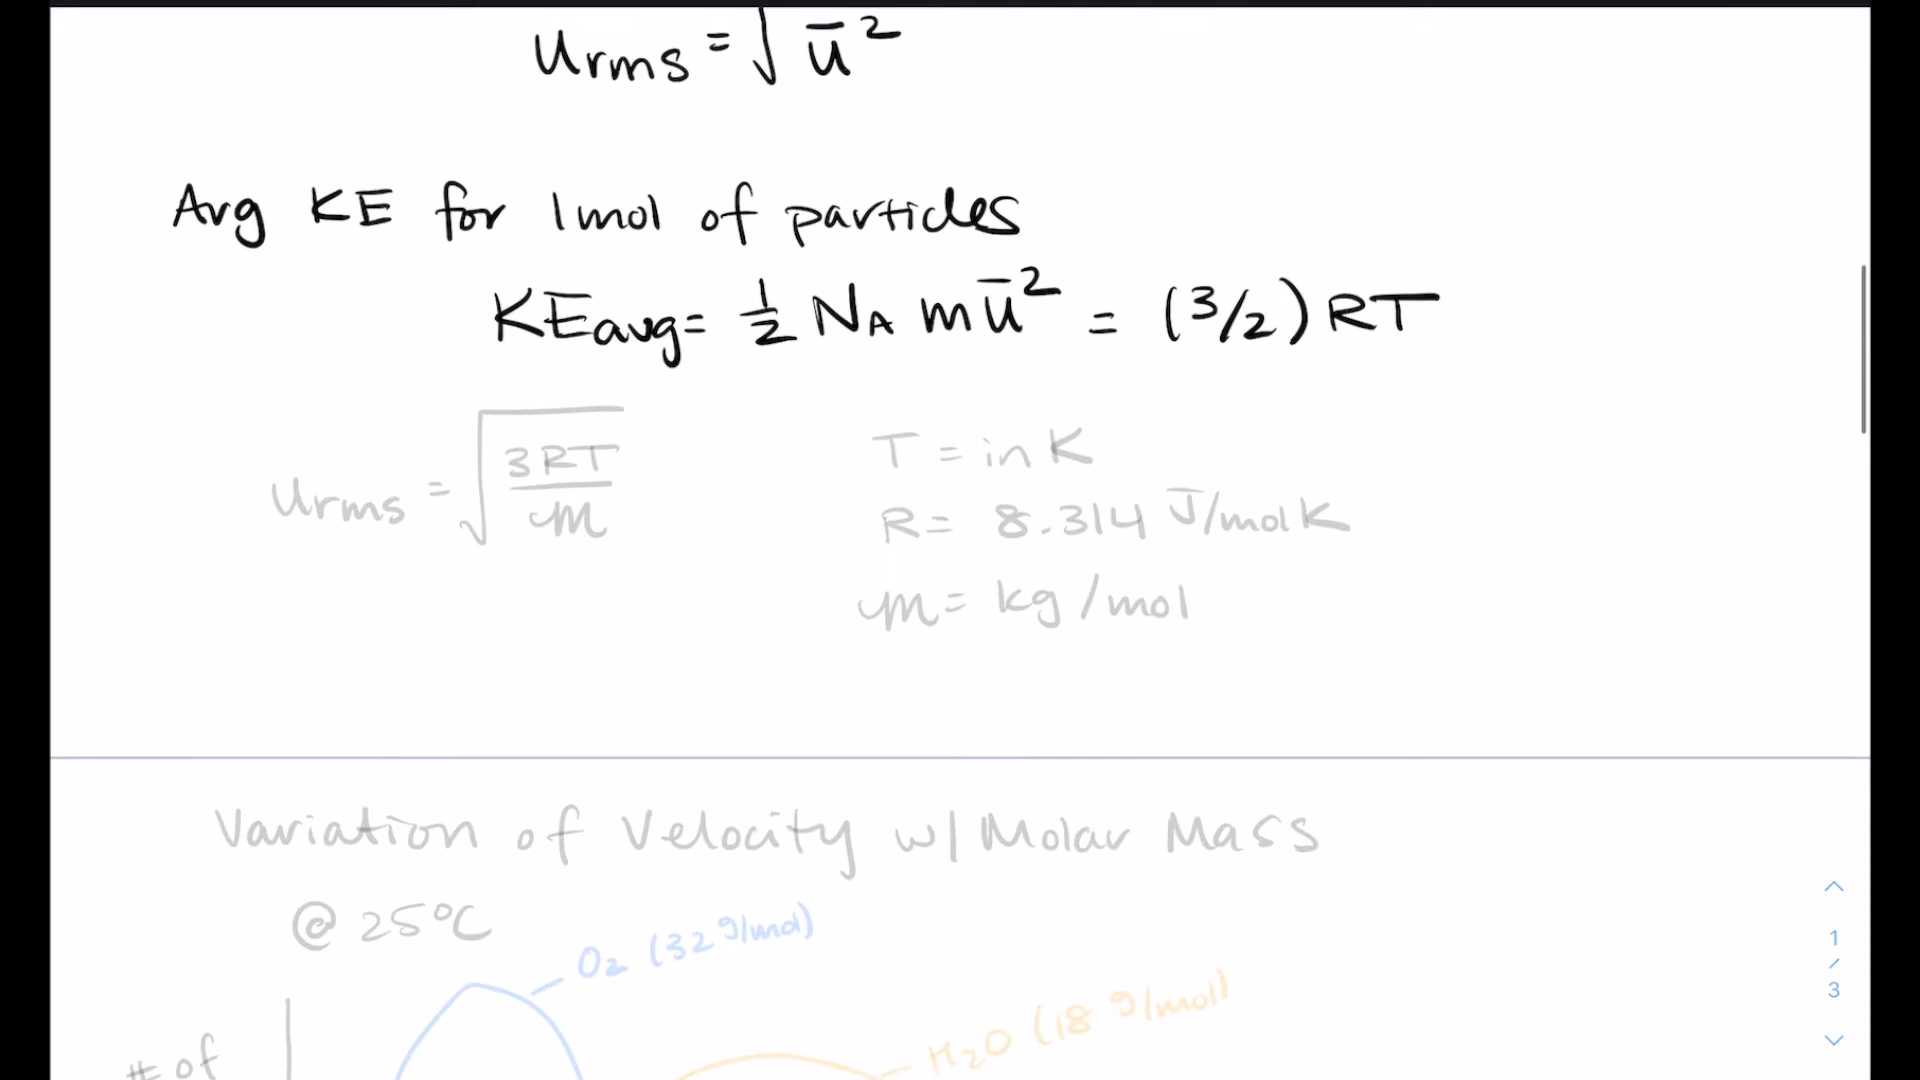 Urms = √ū²
Avg KE for 1 mol of particles
KEavg = ½ NA mū² = (3/2) RT
Urms = √(3RT/m)
T = in K
R = 8.314 J/molK
m = kg/mol
Variation of Velocity w/ Molar Mass
@ 25°C
O₂ (32 g/mol)
H₂O (18 g/mol)
# of
1
/
3